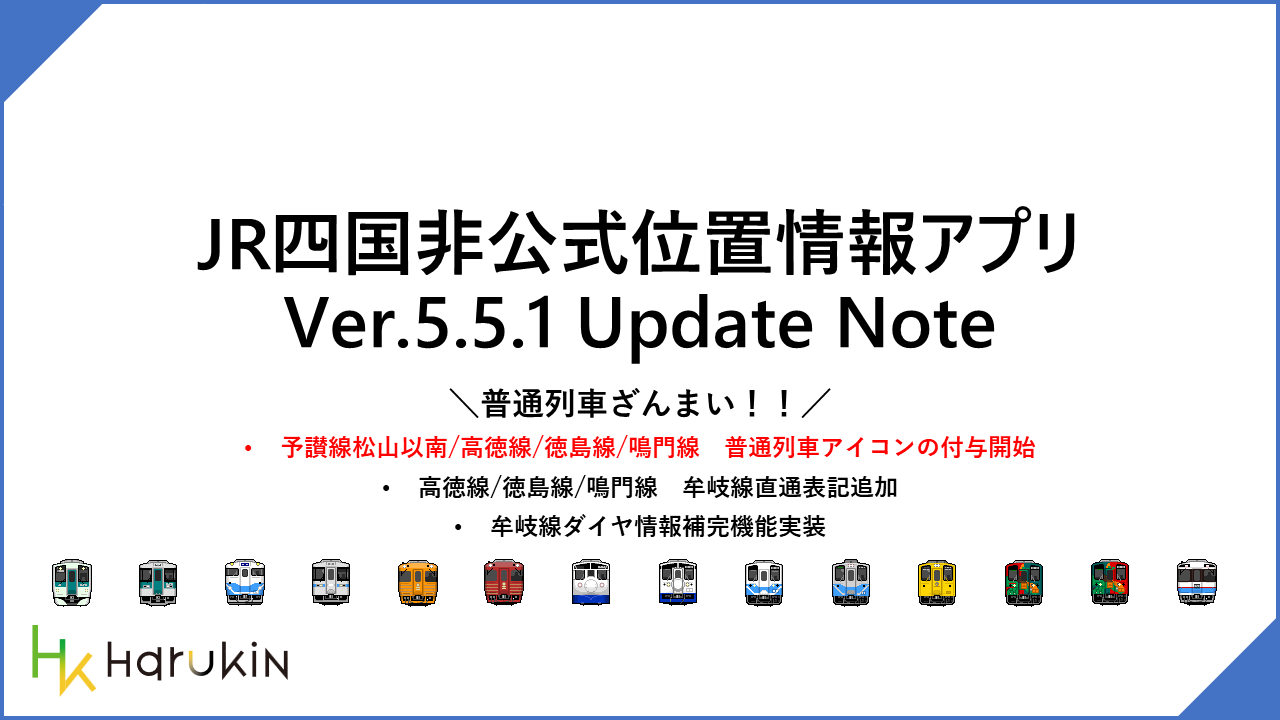 JR四国非公式位置情報アプリ
Ver.5.5.1 Update Note
＼普通列車ざんまい！！／
• 予讃線松山以南/高徳線/徳島線/鳴門線　普通列車アイコンの付与開始
• 高徳線/徳島線/鳴門線　牟岐線直通表記追加
• 牟岐線ダイヤ情報補完機能実装
HK HarukiN